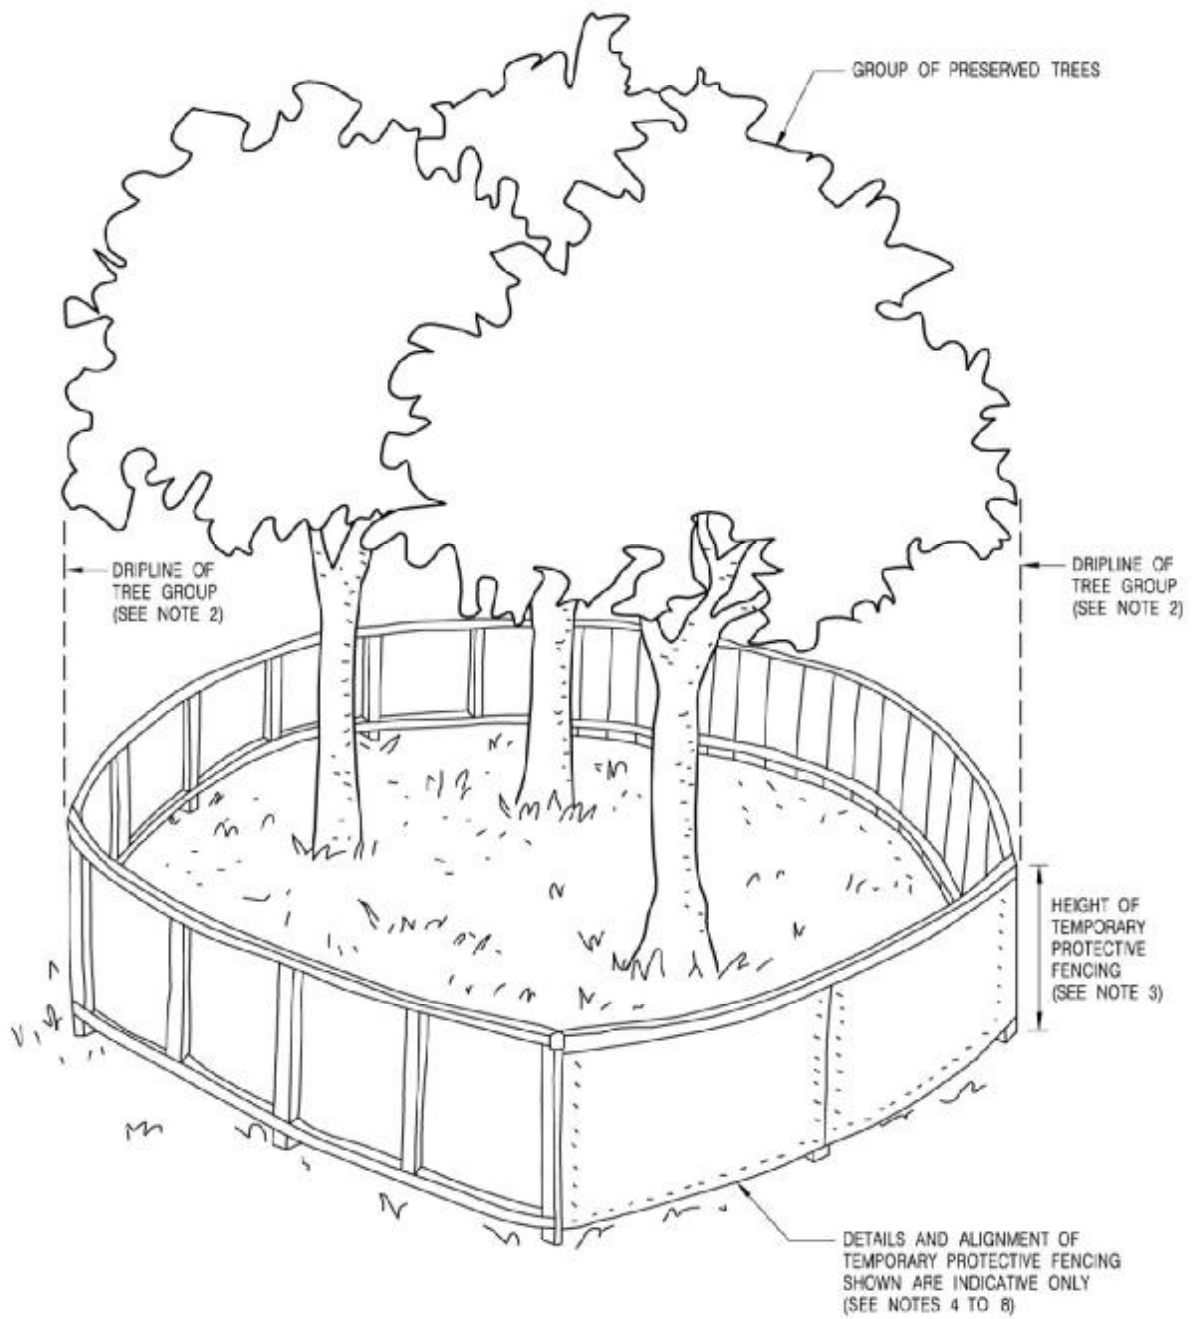 GROUP OF PRESERVED TREES
DRIPLINE OF
TREE GROUP
(SEE NOTE 2)
DRIPLINE OF
TREE GROUP
(SEE NOTE 2)
HEIGHT OF
TEMPORARY
PROTECTIVE
FENCING
(SEE NOTE 3)
DETAILS AND ALIGNMENT OF
TEMPORARY PROTECTIVE FENCING
SHOWN ARE INDICATIVE ONLY
(SEE NOTES 4 TO 8)